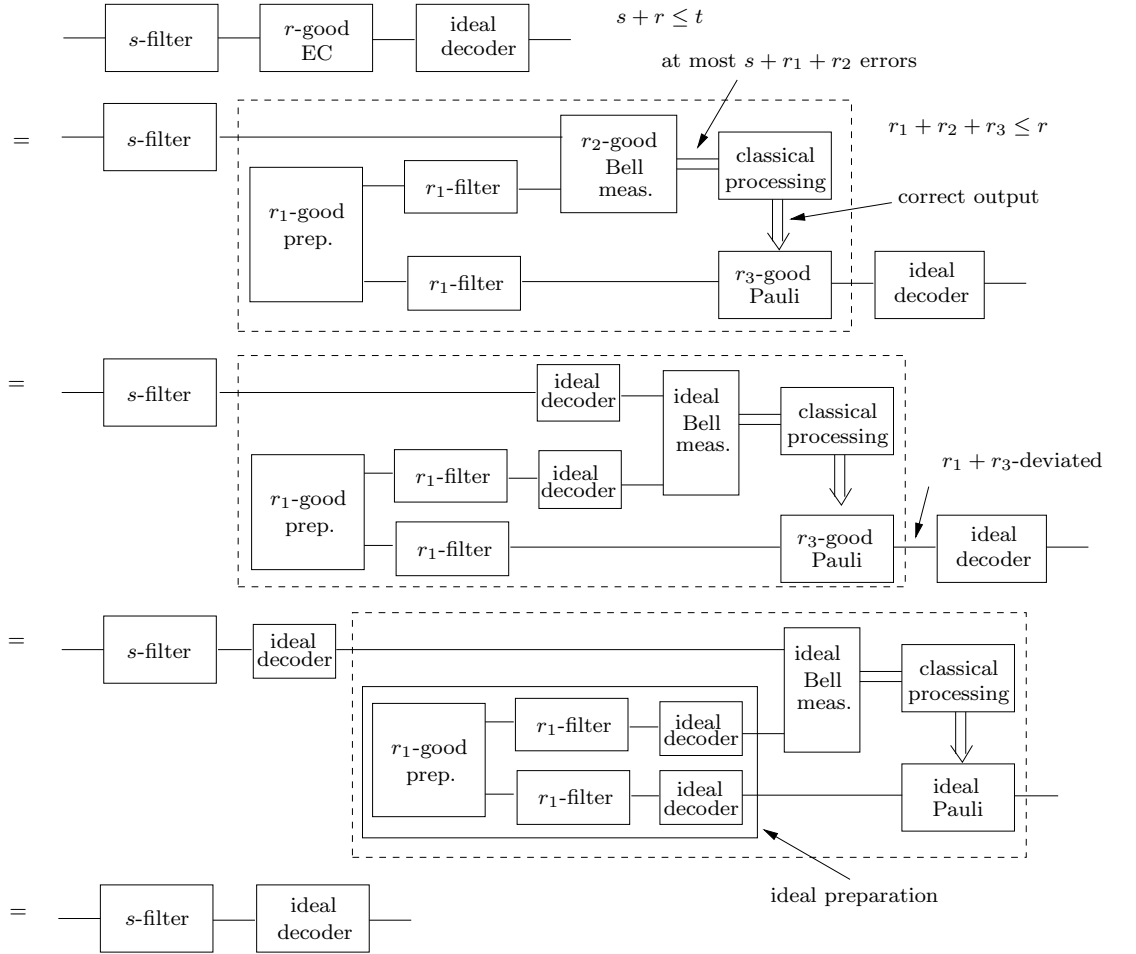 s-filter
r-good
EC
ideal
decoder
s + r ≤ t
at most s + r₁ + r₂ errors
=
s-filter
r₁-good
prep.
r₁-filter
r₁-filter
r₂-good
Bell
meas.
classical
processing
r₁ + r₂ + r₃ ≤ r
correct output
r₃-good
Pauli
ideal
decoder
=
s-filter
r₁-good
prep.
r₁-filter
r₁-filter
ideal
decoder
ideal
decoder
ideal
Bell
meas.
classical
processing
r₁ + r₃-deviated
r₃-good
Pauli
ideal
decoder
=
s-filter
ideal
decoder
r₁-good
prep.
r₁-filter
r₁-filter
ideal
decoder
ideal
decoder
ideal
Bell
meas.
classical
processing
ideal
Pauli
ideal preparation
=
s-filter
ideal
decoder